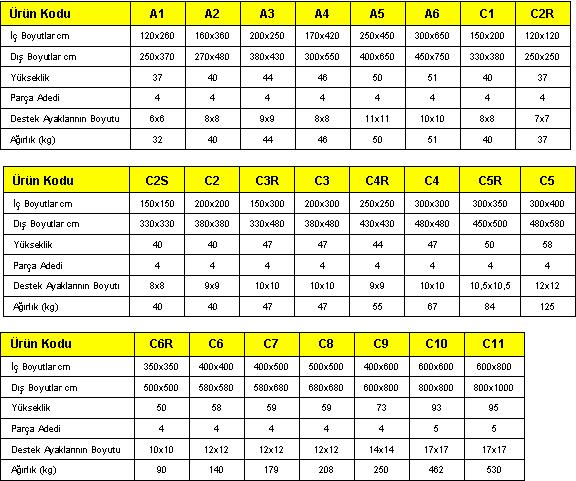 Ürün Kodu A1 A2 A3 A4 A5 A6 C1 C2R
İç Boyutlar cm 120x260 160x360 200x250 170x420 250x450 300x650 150x200 120x120
Dış Boyutlar cm 250x370 270x480 380x430 300x550 400x650 450x750 330x380 250x250
Yükseklik 37 40 44 46 50 51 40 37
Parça Adedi 4 4 4 4 4 4 4 4
Destek Ayaklarının Boyutu 6x6 8x8 9x9 8x8 11x11 10x10 8x8 7x7
Ağırlık (kg) 32 40 44 46 50 51 40 37
Ürün Kodu C2S C2 C3R C3 C4R C4 C5R C5
İç Boyutlar cm 150x150 200x200 150x300 200x300 250x250 300x300 300x350 300x400
Dış Boyutlar cm 330x330 380x380 330x480 380x480 430x430 480x480 450x500 480x580
Yükseklik 40 40 47 47 44 47 50 58
Parça Adedi 4 4 4 4 4 4 4 4
Destek Ayaklarının Boyutı 8x8 9x9 10x10 10x10 9x9 10x10 10,5x10,5 12x12
Ağırlık (kg) 40 40 47 47 55 67 84 125
Ürün Kodu C6R C6 C7 C8 C9 C10 C11
İç Boyutlar cm 350x350 400x400 400x500 500x500 400x600 600x600 600x800
Dış Boyutlar cm 500x500 580x580 580x680 680x680 600x800 800x800 800x1000
Yükseklik 50 58 59 59 73 93 95
Parça Adedi 4 4 4 4 4 5 5
Destek Ayaklarının Boyutu 10x10 12x12 12x12 12x12 14x14 17x17 17x17
Ağırlık (kg) 90 140 179 208 250 462 530